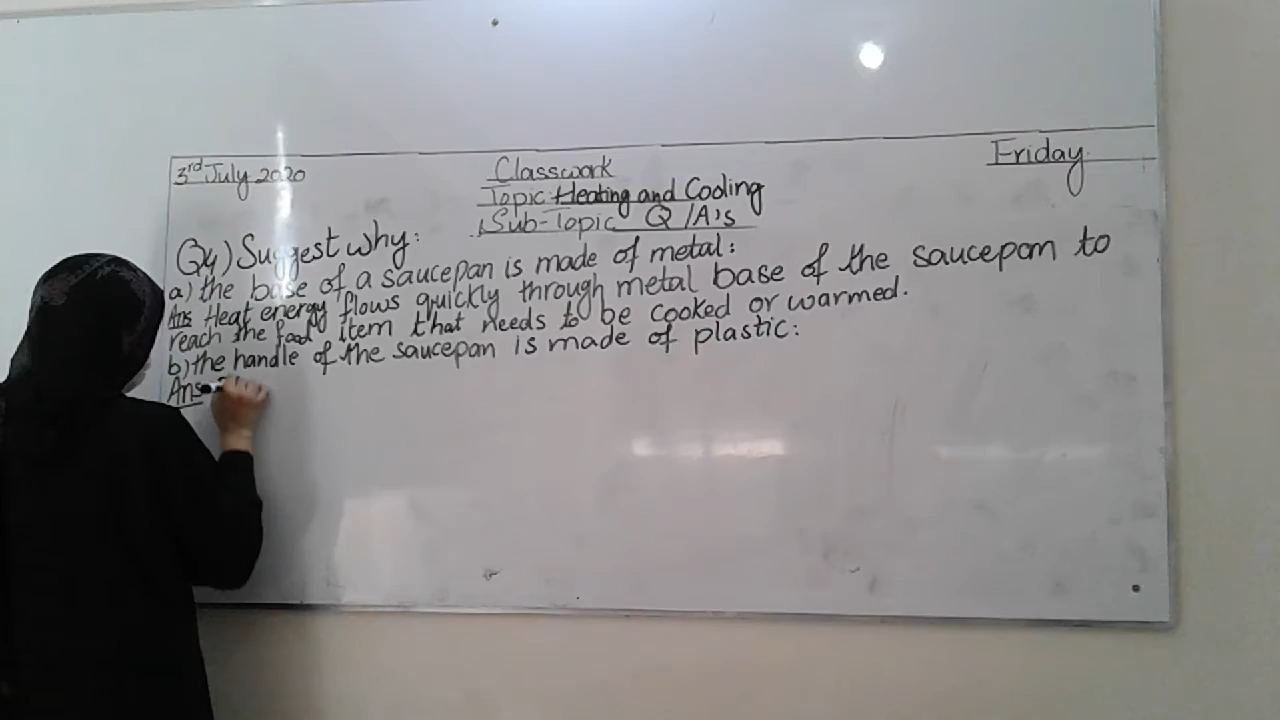 3rd July 2020 Classwork Friday
Topic: Heating and Cooling
Sub-Topic Q/A's
Q4) Suggest why:
a) the base of a saucepan is made of metal:
Ans Heat energy flows quickly through metal base of the saucepan to
reach the food item that needs to be cooked or warmed.
b) the handle of the saucepan is made of plastic:
Ans